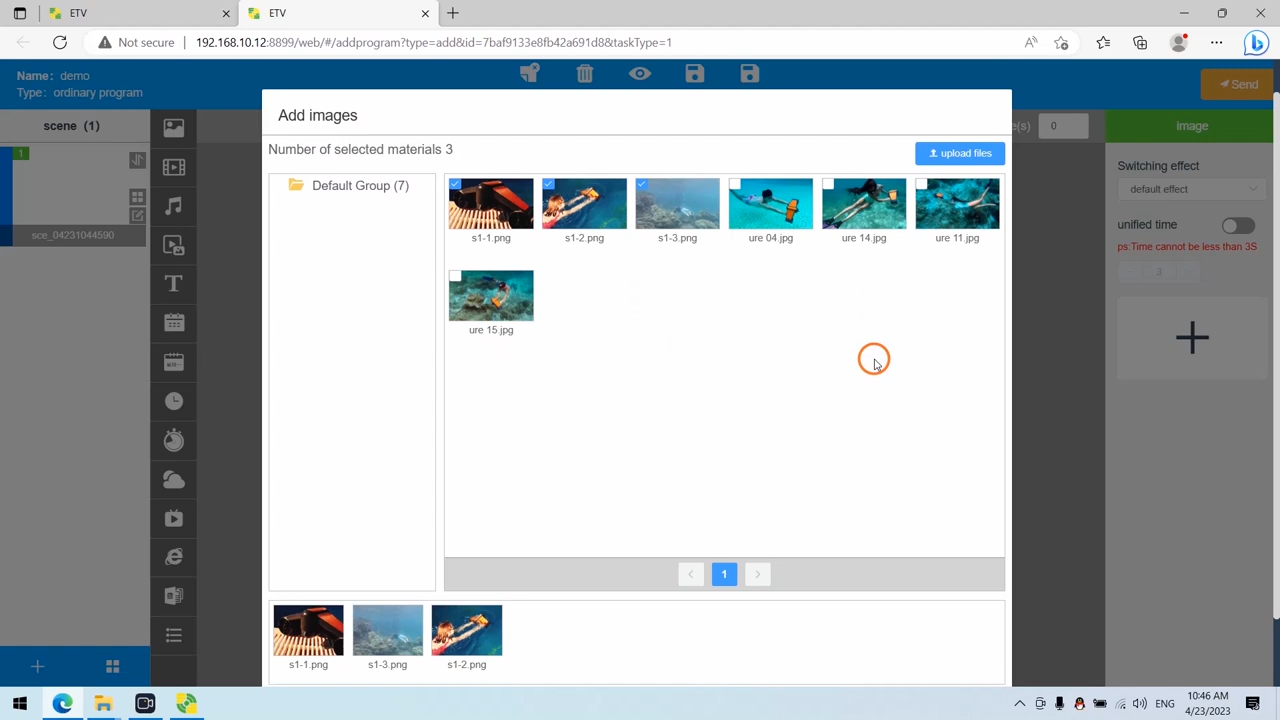 ETV
ETV
Not secure
192.168.10.12:8899/web/#/addprogram?type=add&id=7baf9133e8fb42a691d88&taskType=1
Name: demo
Type: ordinary program
Send
scene (1)
1
sce_04231044590
Add images
Number of selected materials 3
upload files
Default Group (7)
s1-1.png
s1-2.png
s1-3.png
ure 04.jpg
ure 14.jpg
ure 11.jpg
ure 15.jpg
1
s1-1.png
s1-3.png
s1-2.png
e(s)
0
image
Switching effect
default effect
unified time
ps:Time cannot be less than 3S
3
T
ENG
10:46 AM
4/23/2023